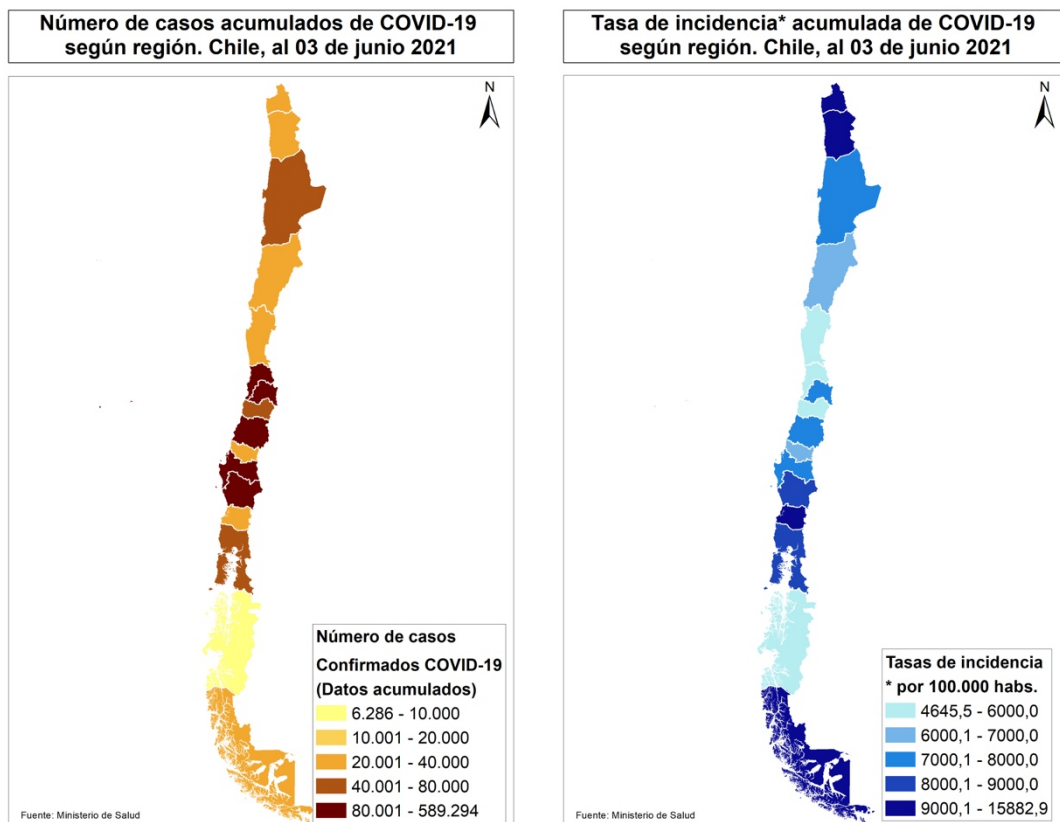 Número de casos acumulados de COVID-19
según región. Chile, al 03 de junio 2021
N
Número de casos
Confirmados COVID-19
(Datos acumulados)
6.286 - 10.000
10.001 - 20.000
20.001 - 40.000
40.001 - 80.000
80.001 - 589.294
Fuente: Ministerio de Salud
Tasa de incidencia* acumulada de COVID-19
según región. Chile, al 03 de junio 2021
N
Tasas de incidencia
* por 100.000 habs.
4645,5 - 6000,0
6000,1 - 7000,0
7000,1 - 8000,0
8000,1 - 9000,0
9000,1 - 15882,9
Fuente: Ministerio de Salud